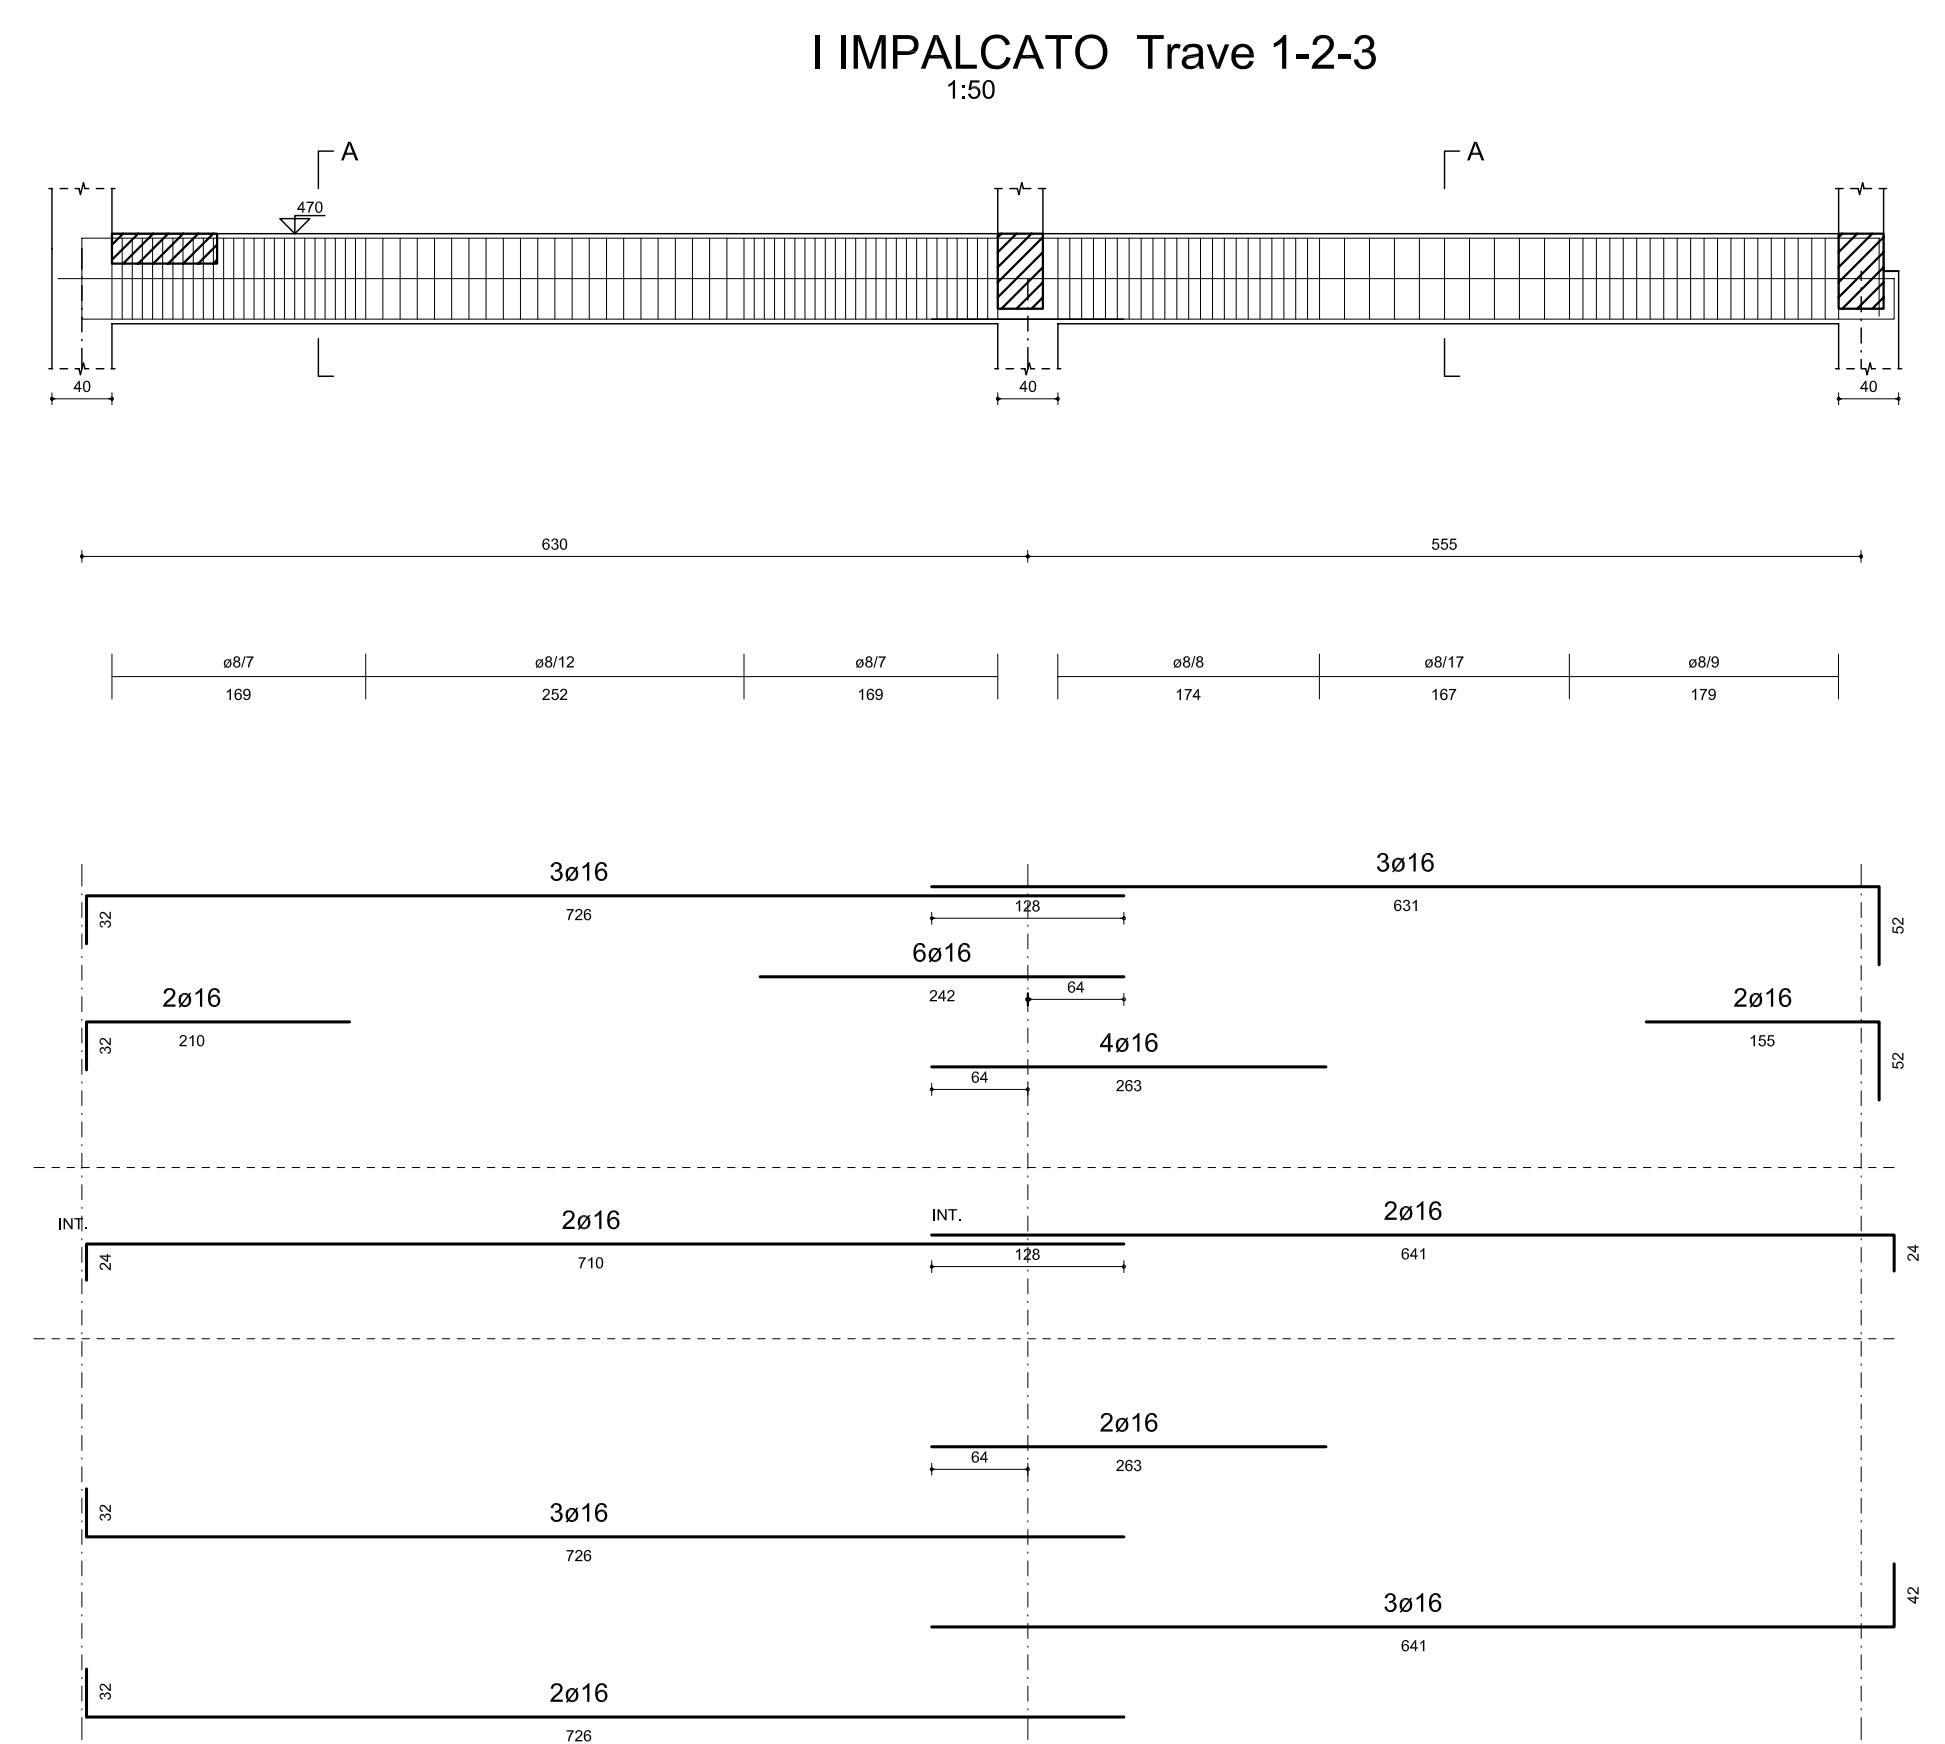 I IMPALCATO Trave 1-2-3
1:50
A A
470
40 40 40
630 555
ø8/7 ø8/12 ø8/7 ø8/8 ø8/17 ø8/9
169 252 169 174 167 179
3ø16 3ø16
32 726 128 631 52
6ø16
242 64
2ø16 2ø16
32 210 155 52
4ø16
64 263
INT. 2ø16 INT. 2ø16
24 710 128 641 24
2ø16
64 263
32 3ø16
726
3ø16 42
641
32 2ø16
726